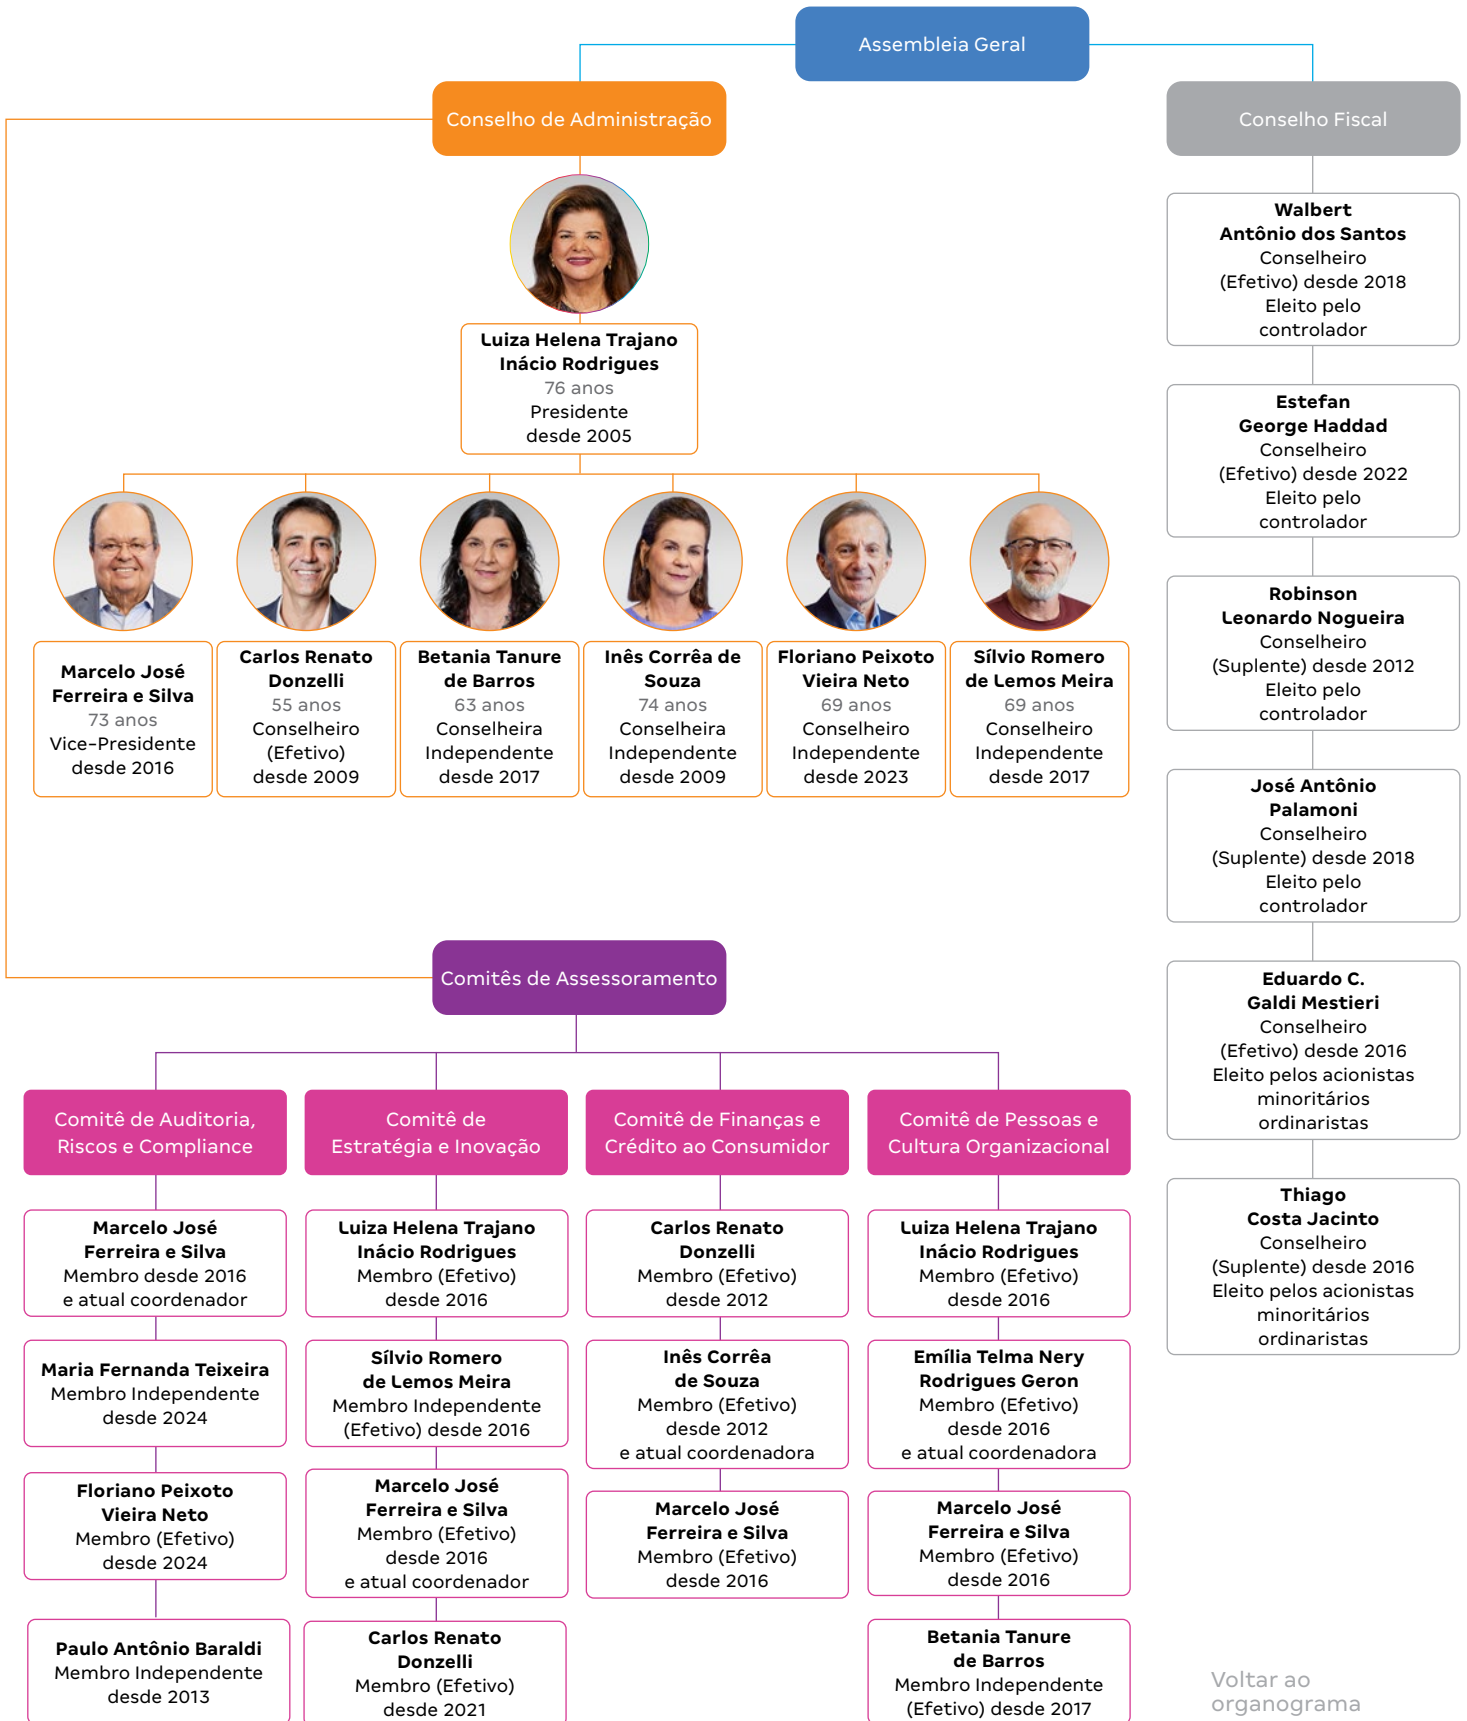 Assembleia Geral
Conselho de Administração
Luiza Helena Trajano
Inácio Rodrigues
76 anos
Presidente
desde 2005
Marcelo José
Ferreira e Silva
73 anos
Vice-Presidente
desde 2016
Carlos Renato
Donzelli
55 anos
Conselheiro
(Efetivo)
desde 2009
Betania Tanure
de Barros
63 anos
Conselheira
Independente
desde 2017
Inês Corrêa de
Souza
74 anos
Conselheira
Independente
desde 2009
Floriano Peixoto
Vieira Neto
69 anos
Conselheiro
Independente
desde 2023
Sílvio Romero
de Lemos Meira
69 anos
Conselheiro
Independente
desde 2017
Conselho Fiscal
Walbert
Antônio dos Santos
Conselheiro
(Efetivo) desde 2018
Eleito pelo
controlador
Estefan
George Haddad
Conselheiro
(Efetivo) desde 2022
Eleito pelo
controlador
Robinson
Leonardo Nogueira
Conselheiro
(Suplente) desde 2012
Eleito pelo
controlador
José Antônio
Palamoni
Conselheiro
(Suplente) desde 2018
Eleito pelo
controlador
Eduardo C.
Galdi Mestieri
Conselheiro
(Efetivo) desde 2016
Eleito pelos acionistas
minoritários
ordinaristas
Thiago
Costa Jacinto
Conselheiro
(Suplente) desde 2016
Eleito pelos acionistas
minoritários
ordinaristas
Comitês de Assessoramento
Comitê de Auditoria,
Riscos e Compliance
Marcelo José
Ferreira e Silva
Membro desde 2016
e atual coordenador
Maria Fernanda Teixeira
Membro Independente
desde 2024
Floriano Peixoto
Vieira Neto
Membro (Efetivo)
desde 2024
Paulo Antônio Baraldi
Membro Independente
desde 2013
Comitê de
Estratégia e Inovação
Luiza Helena Trajano
Inácio Rodrigues
Membro (Efetivo)
desde 2016
Sílvio Romero
de Lemos Meira
Membro Independente
(Efetivo) desde 2016
Marcelo José
Ferreira e Silva
Membro (Efetivo)
desde 2016
e atual coordenador
Carlos Renato
Donzelli
Membro (Efetivo)
desde 2021
Comitê de Finanças e
Crédito ao Consumidor
Carlos Renato
Donzelli
Membro (Efetivo)
desde 2012
Inês Corrêa
de Souza
Membro (Efetivo)
desde 2012
e atual coordenadora
Marcelo José
Ferreira e Silva
Membro (Efetivo)
desde 2016
Comitê de Pessoas e
Cultura Organizacional
Luiza Helena Trajano
Inácio Rodrigues
Membro (Efetivo)
desde 2016
Emília Telma Nery
Rodrigues Geron
Membro (Efetivo)
desde 2016
e atual coordenadora
Marcelo José
Ferreira e Silva
Membro (Efetivo)
desde 2016
Betania Tanure
de Barros
Membro Independente
(Efetivo) desde 2017
Voltar ao
organograma